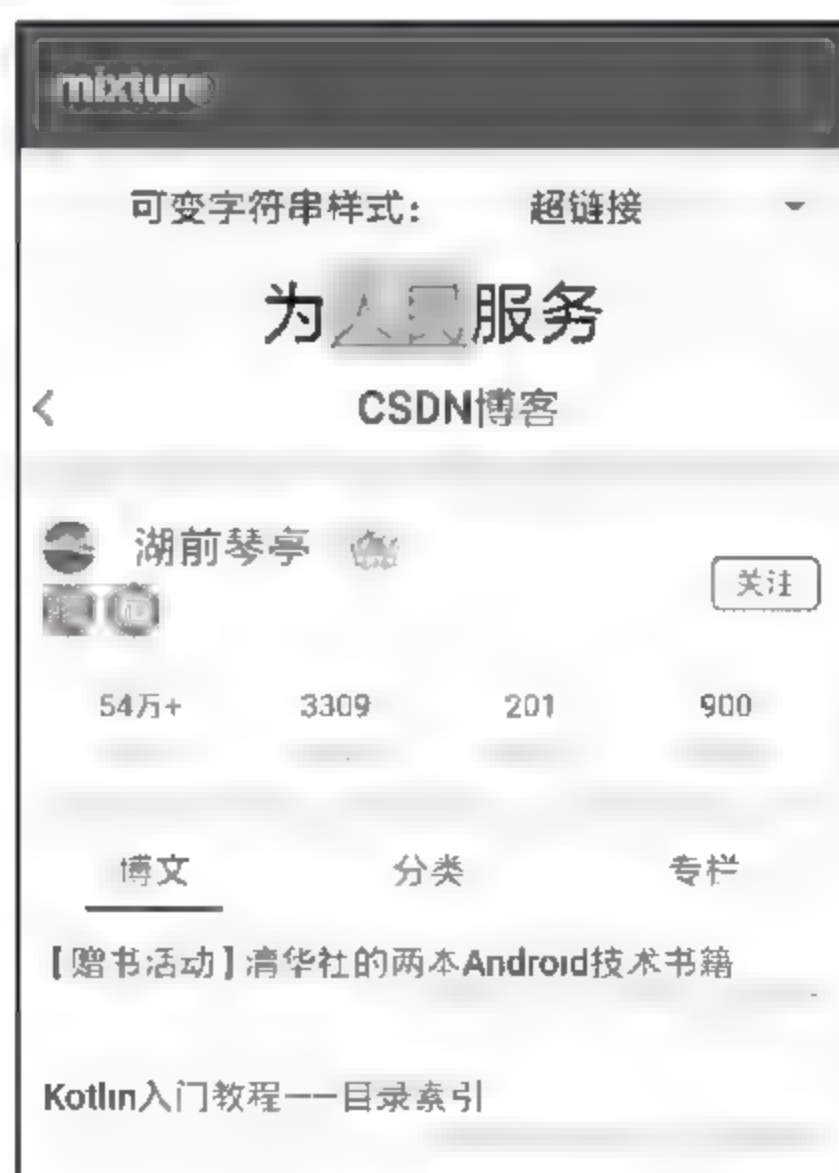 mixture
可变字符串样式： 超链接
为人民服务
CSDN博客
湖前琴亭
关注
54万+ 3309 201 900
博文 分类 专栏
【赠书活动】清华社的两本Android技术书籍
Kotlin入门教程——目录索引